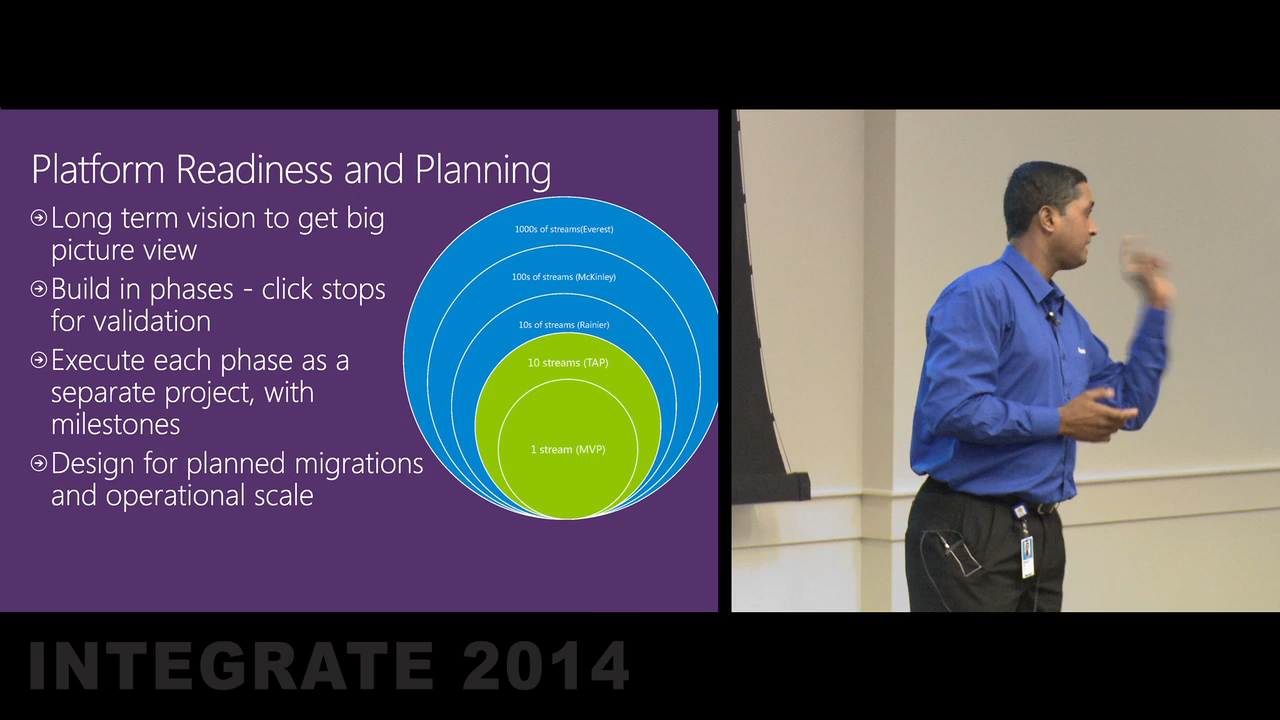 Platform Readiness and Planning
Long term vision to get big
picture view
Build in phases - click stops
for validation
Execute each phase as a
separate project, with
milestones
Design for planned migrations
and operational scale
1000s of streams(Everest)
100s of streams (McKinley)
10s of streams (Rainier)
10 streams (TAP)
1 stream (MVP)
INTEGRATE 2014